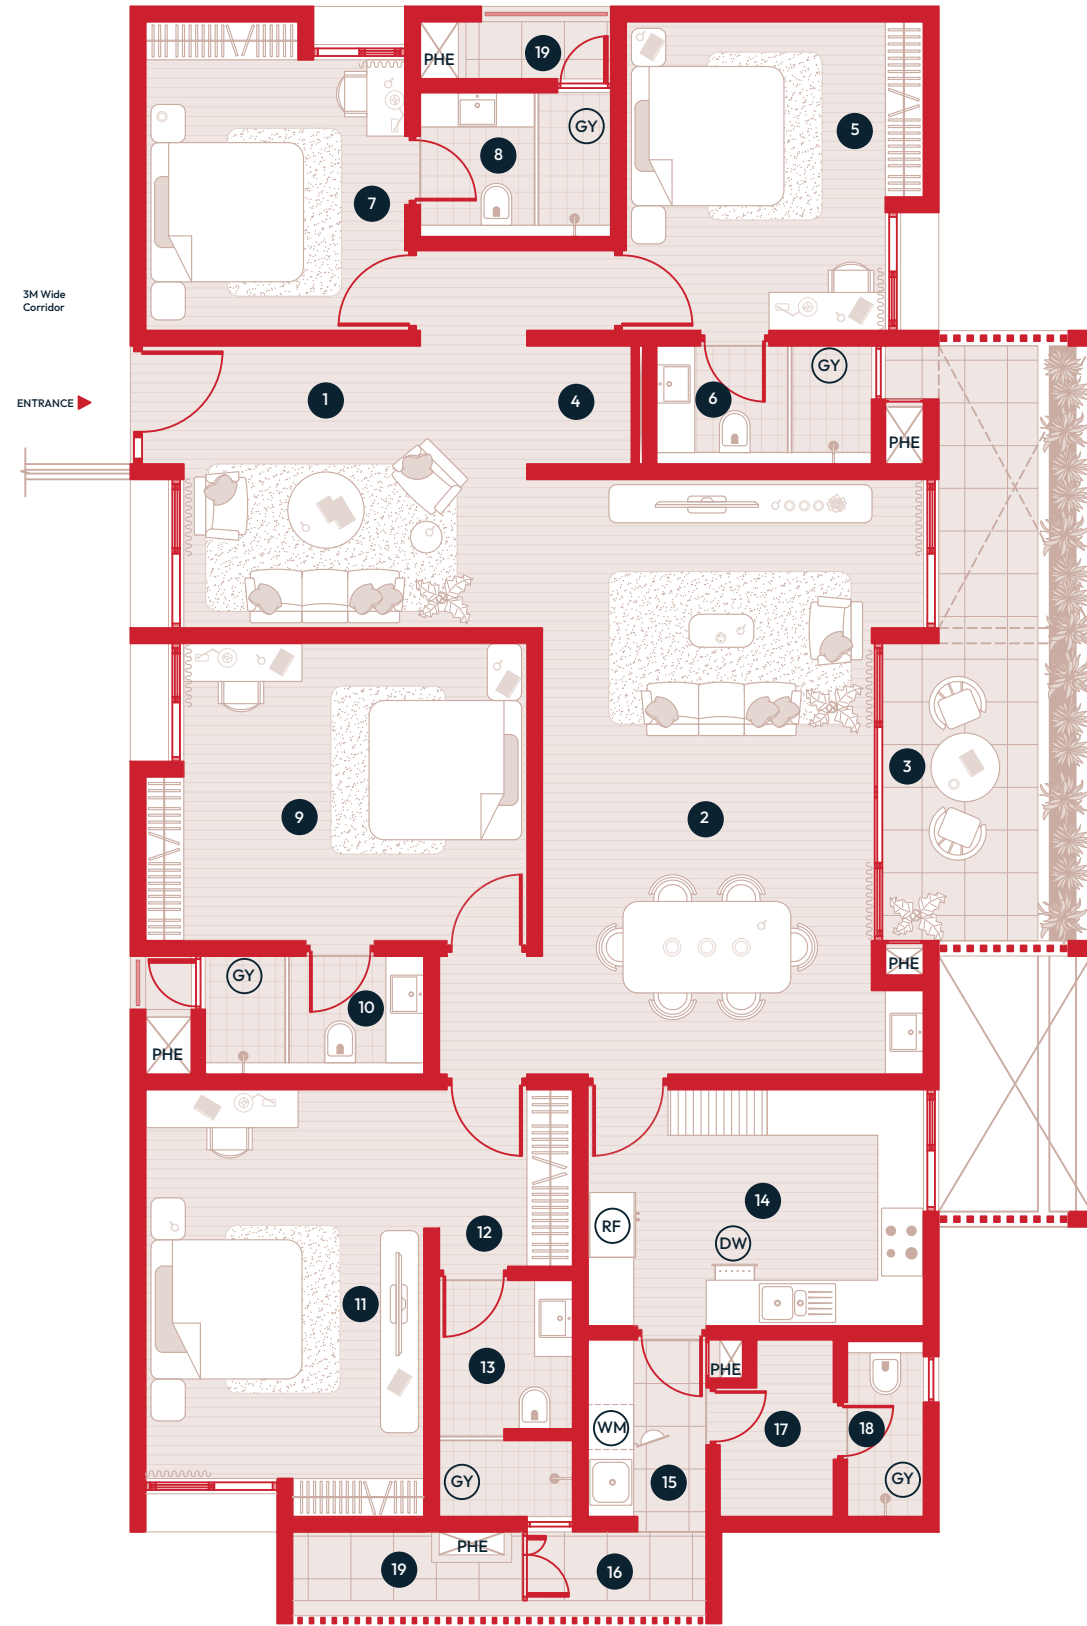 PHE
19
GY
5
8
7
3M Wide
Corridor
GY
ENTRANCE
1
4
6
PHE
3
9
2
GY
10
PHE
PHE
14
RF
12
DW
11
13
PHE
WM
17
18
GY
15
GY
PHE
19
16